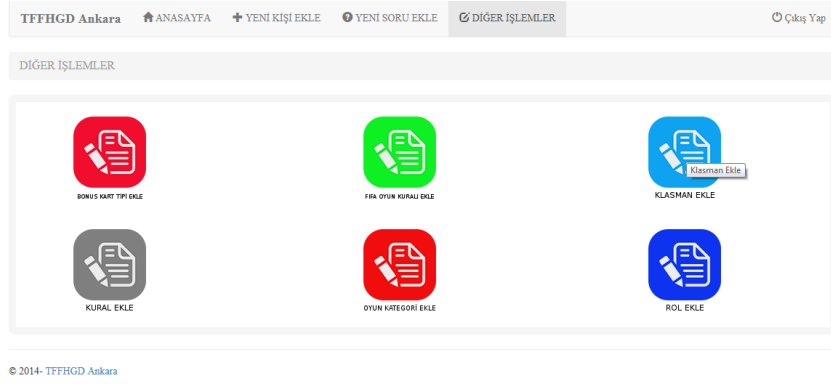 TFFHGD Ankara ANASAYFA YENİ KİŞİ EKLE YENİ SORU EKLE DİĞER İŞLEMLER Çıkış Yap
DİĞER İŞLEMLER
BONUS KART TİPİ EKLE FIFA OYUN KURALI EKLE KLASMAN EKLE
Klasman Ekle
KURAL EKLE OYUN KATEGORİ EKLE ROL EKLE
© 2014- TFFHGD Ankara